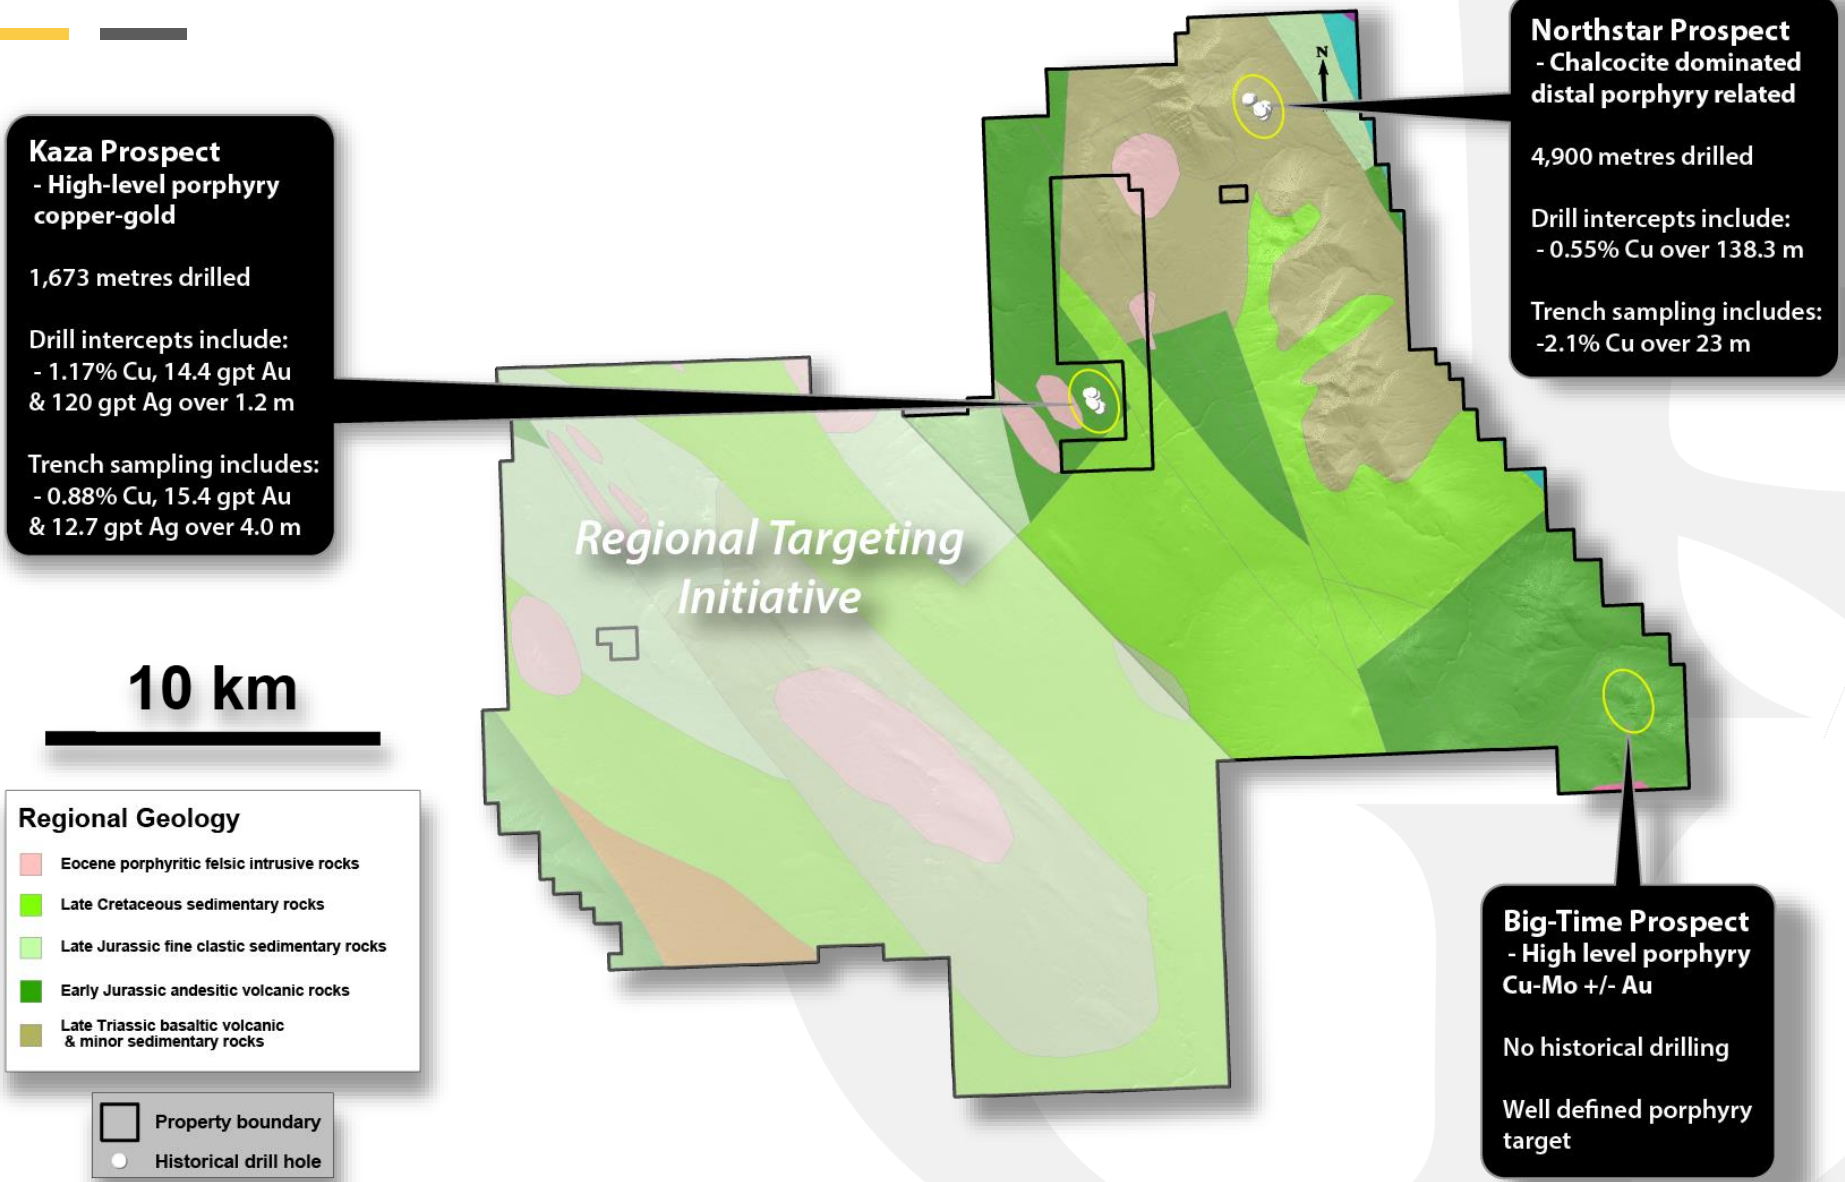 Kaza Prospect
- High-level porphyry
copper-gold
1,673 metres drilled
Drill intercepts include:
- 1.17% Cu, 14.4 gpt Au
& 120 gpt Ag over 1.2 m
Trench sampling includes:
- 0.88% Cu, 15.4 gpt Au
& 12.7 gpt Ag over 4.0 m
N
Northstar Prospect
- Chalcocite dominated
distal porphyry related
4,900 metres drilled
Drill intercepts include:
- 0.55% Cu over 138.3 m
Trench sampling includes:
-2.1% Cu over 23 m
Regional Targeting
Initiative
10 km
Regional Geology
Eocene porphyritic felsic intrusive rocks
Late Cretaceous sedimentary rocks
Late Jurassic fine clastic sedimentary rocks
Early Jurassic andesitic volcanic rocks
Late Triassic basaltic volcanic
& minor sedimentary rocks
Property boundary
Historical drill hole
Big-Time Prospect
- High level porphyry
Cu-Mo +/- Au
No historical drilling
Well defined porphyry
target